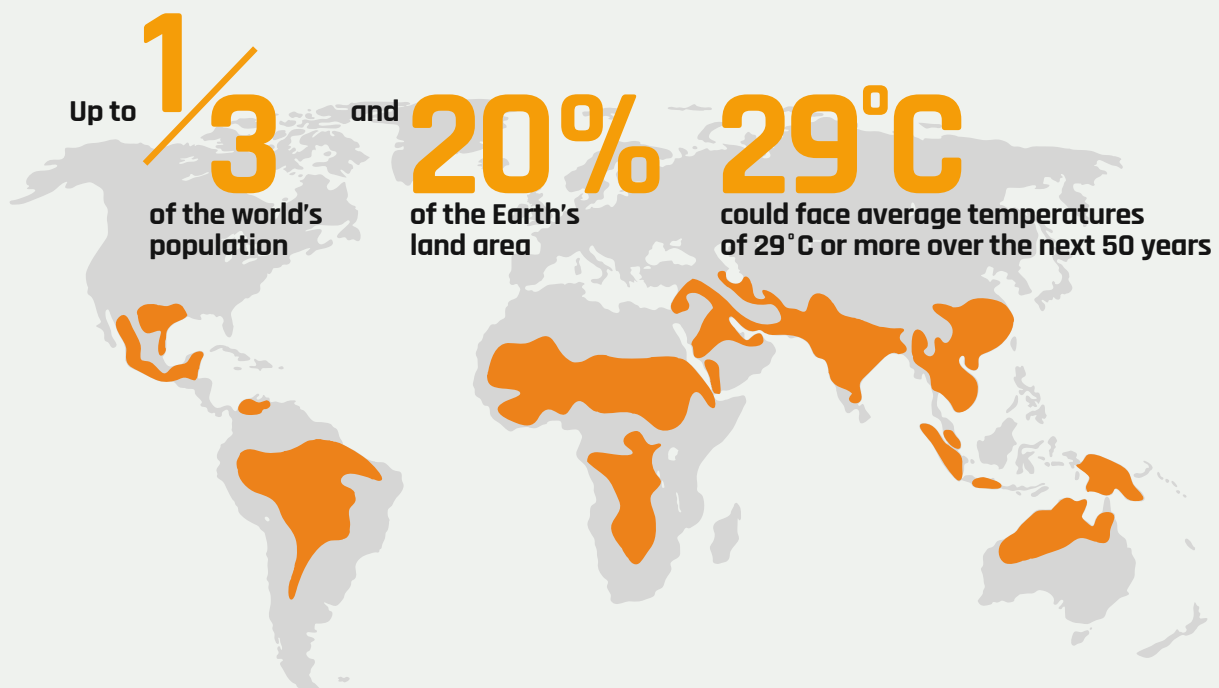 Up to 1/3
of the world's
population
and 20%
of the Earth's
land area
29°C
could face average temperatures
of 29°C or more over the next 50 years